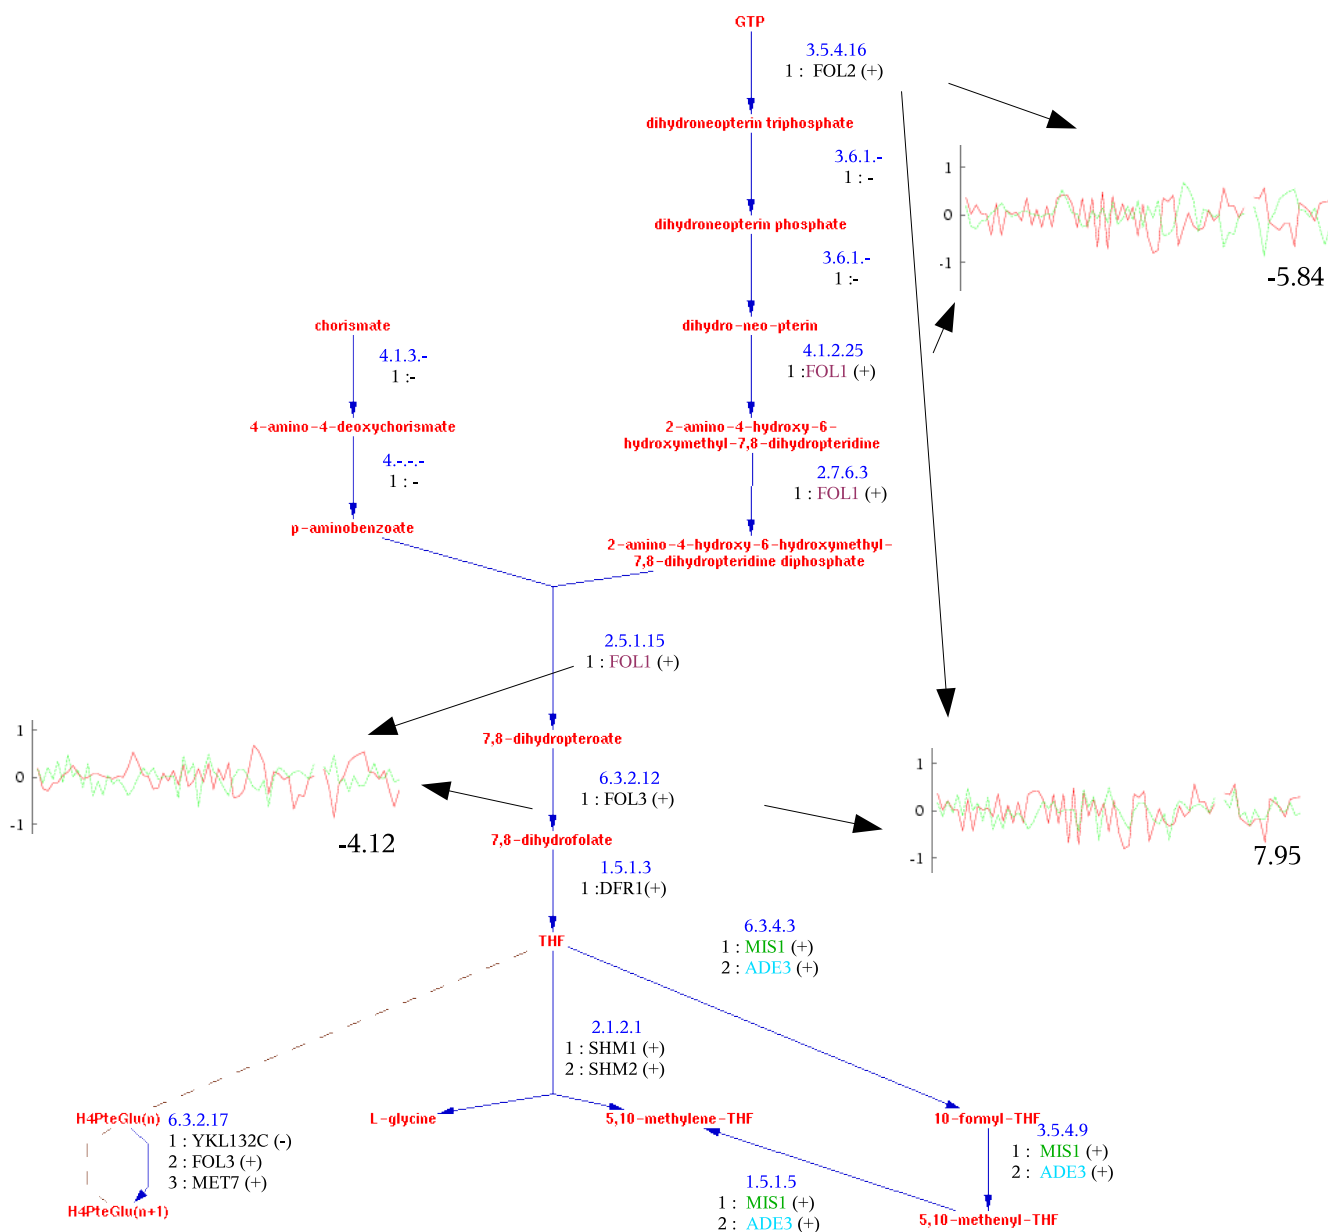 GTP
3.5.4.16
1 : FOL2 (+)
dihydroneopterin triphosphate
3.6.1.-
1 : -
dihydroneopterin phosphate
3.6.1.-
1 :-
1
0
-1
-5.84
chorismate
dihydro-neo-pterin
4.1.3.-
1 :-
4.1.2.25
1 :FOL1 (+)
4-amino-4-deoxychorismate
2-amino-4-hydroxy-6-
hydroxymethyl-7,8-dihydropteridine
4.-.-.-
1 : -
2.7.6.3
1 : FOL1 (+)
p-aminobenzoate
2-amino-4-hydroxy-6-hydroxymethyl-
7,8-dihydropteridine diphosphate
2.5.1.15
1 : FOL1 (+)
7,8-dihydropteroate
1
0
-1
-4.12
6.3.2.12
1 : FOL3 (+)
1
0
-1
7.95
7,8-dihydrofolate
1.5.1.3
1 :DFR1(+)
THF
6.3.4.3
1 : MIS1 (+)
2 : ADE3 (+)
2.1.2.1
1 : SHM1 (+)
2 : SHM2 (+)
H4PteGlu(n)
6.3.2.17
1 : YKL132C (-)
2 : FOL3 (+)
3 : MET7 (+)
H4PteGlu(n+1)
L-glycine
5,10-methylene-THF
10-formyl-THF
3.5.4.9
1 : MIS1 (+)
2 : ADE3 (+)
1.5.1.5
1 : MIS1 (+)
2 : ADE3 (+)
5,10-methenyl-THF